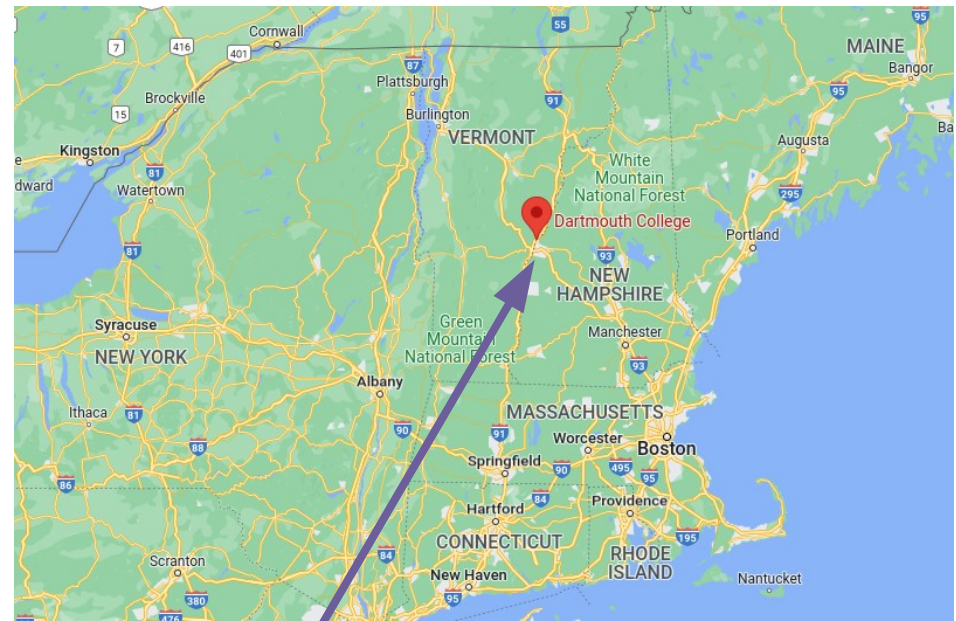 55
95
Cornwall
7
416
401
MAINE
87
Bangor
Plattsburgh
Brockville
91
95
15
Burlington
Ba
VERMONT
Augusta
Kingston
e
White
Mountain
National Forest
81
dward
Watertown
295
Dartmouth College
Portland
81
93
NEW
HAMPSHIRE
Syracuse
Green
Mountain
National Forest
Manchester
NEW YORK
93
Albany
Ithaca
81
MASSACHUSETTS
90
91
Worcester
Boston
88
Springfield
90
495
95
86
84
Hartford
Providence
CONNECTICUT
195
84
RHODE
ISLAND
Scranton
New Haven
Nantucket
380
95
476